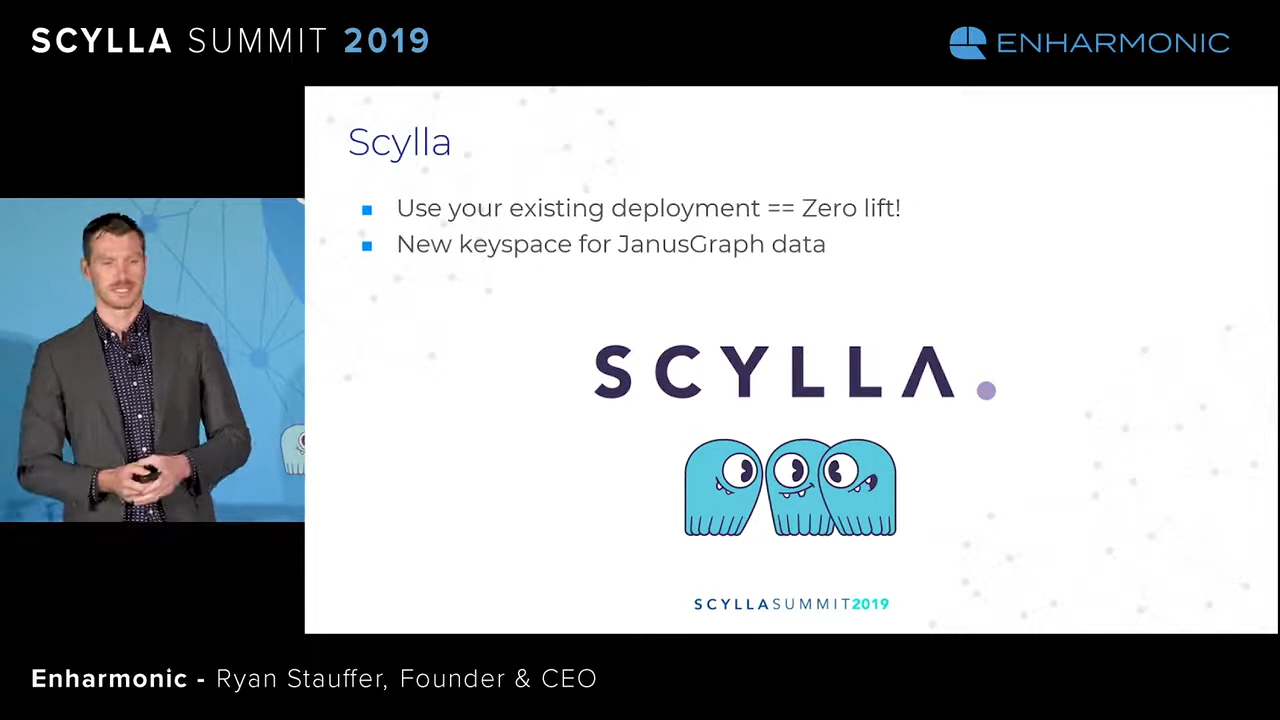 SCYLLA SUMMIT 2019
ENHARMONIC
Scylla
Use your existing deployment == Zero lift!
New keyspace for JanusGraph data
SCYLLA.
SCYLLASUMMIT2019
Enharmonic - Ryan Stauffer, Founder & CEO